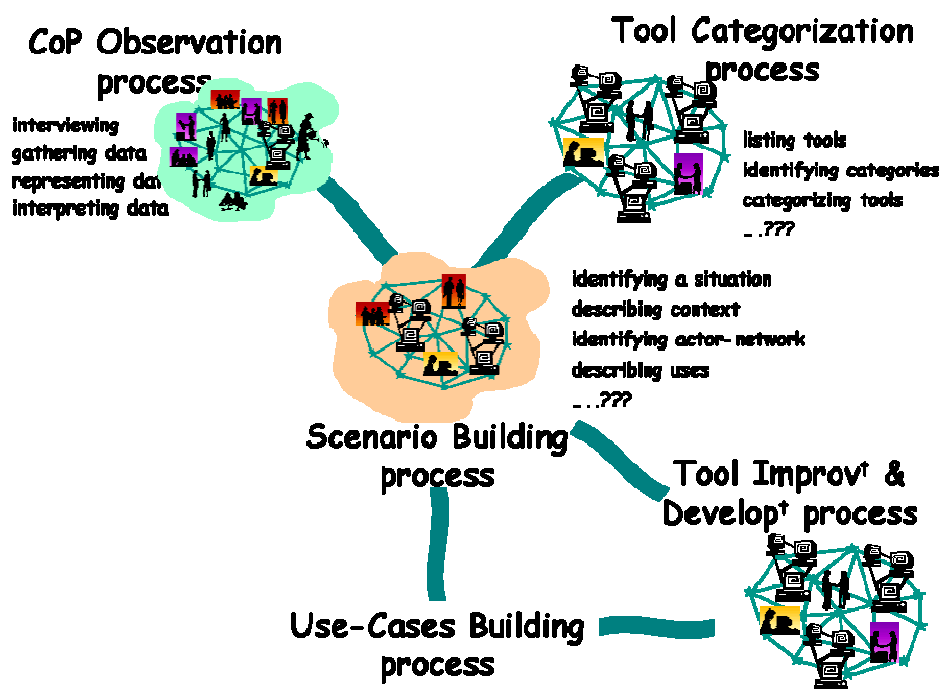 CoP Observation
process
interviewing
gathering data
representing dat
interpreting data
Tool Categorization
process
listing tools
identifying categories
categorizing tools
_ ..???
identifying a situation
describing context
identifying actor-network
describing uses
_ ..???
Scenario Building
process
Tool Improv† &
Develop† process
Use-Cases Building
process